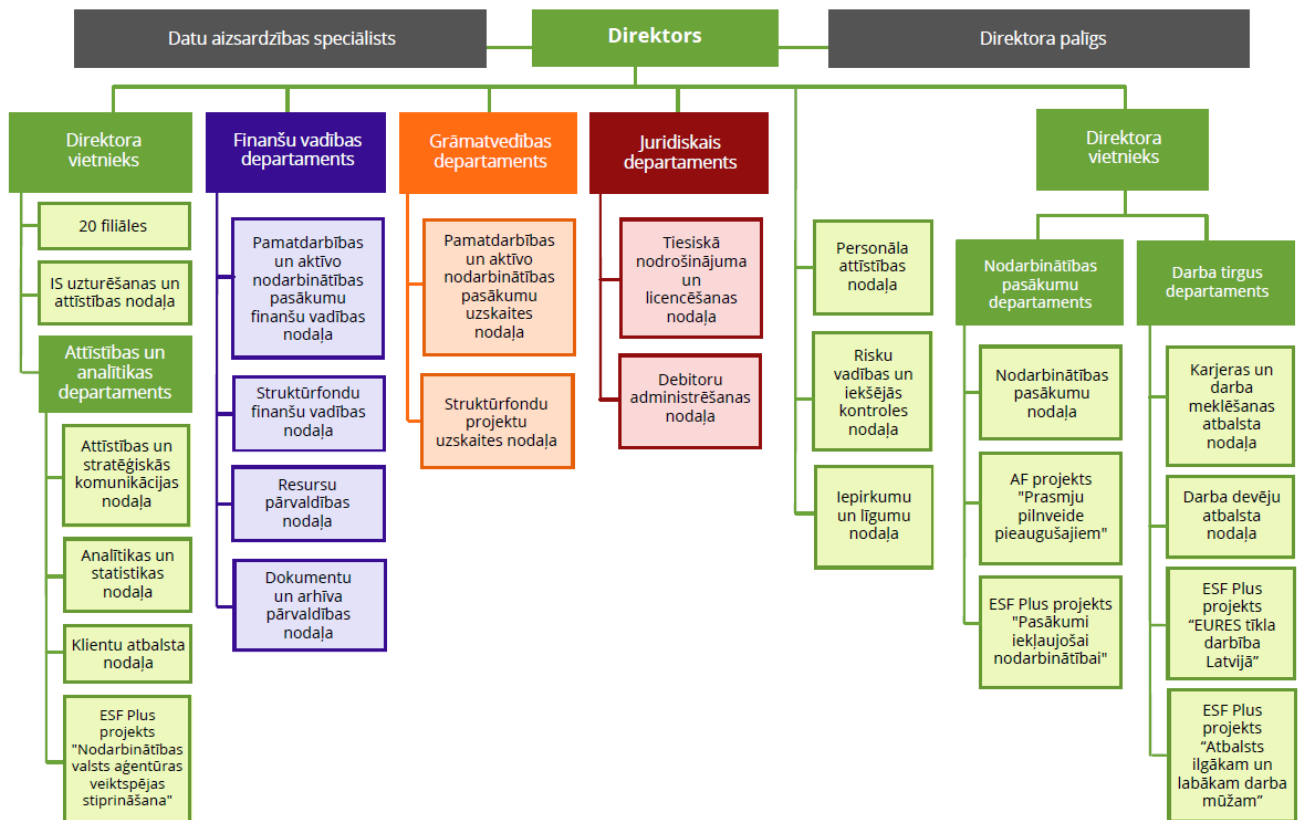 Datu aizsardzības speciālists
Direktors
Direktora palīgs
Direktora
vietnieks
Finanšu vadības
departaments
Grāmatvedības
departaments
Juridiskais
departaments
Direktora
vietnieks
20 filiāles
IS uzturēšanas un
attīstības nodaļa
Attīstības un
analītikas
departaments
Attīstības un
stratēģiskās
komunikācijas
nodaļa
Analītikas un
statistikas
nodaļa
Klientu atbalsta
nodaļa
ESF Plus
projekts
"Nodarbinātības
valsts aģentūras
veiktspējas
stiprināšana"
Pamatdarbības
un aktīvo
nodarbinātības
pasākumu
finanšu vadības
nodaļa
Struktūrfondu
finanšu vadības
nodaļa
Resursu
pārvaldības
nodaļa
Dokumentu
un arhīva
pārvaldības
nodaļa
Pamatdarbības
un aktīvo
nodarbinātības
pasākumu
uzskaites nodaļa
Struktūrfondu
projektu
uzskaites nodaļa
Tiesiskā
nodrošinājuma
un
licencēšanas
nodaļa
Debitoru
administrēšanas
nodaļa
Personāla
attīstības
nodaļa
Risku
vadības un
iekšējās
kontroles
nodaļa
Iepirkumu
un līgumu
nodaļa
Nodarbinātības
pasākumu
departaments
Nodarbinātības
pasākumu
nodaļa
AF projekts
"Prasmju
pilnveide
pieaugušajiem"
ESF Plus projekts
"Pasākumi
iekļaujošai
nodarbinātībai"
Darba tirgus
departaments
Karjeras un
darba
meklēšanas
atbalsta
nodaļa
Darba devēju
atbalsta
nodaļa
ESF Plus
projekts
“EURES tīkla
darbība
Latvijā”
ESF Plus
projekts
“Atbalsts
ilgākam un
labākam darba
mūžam”